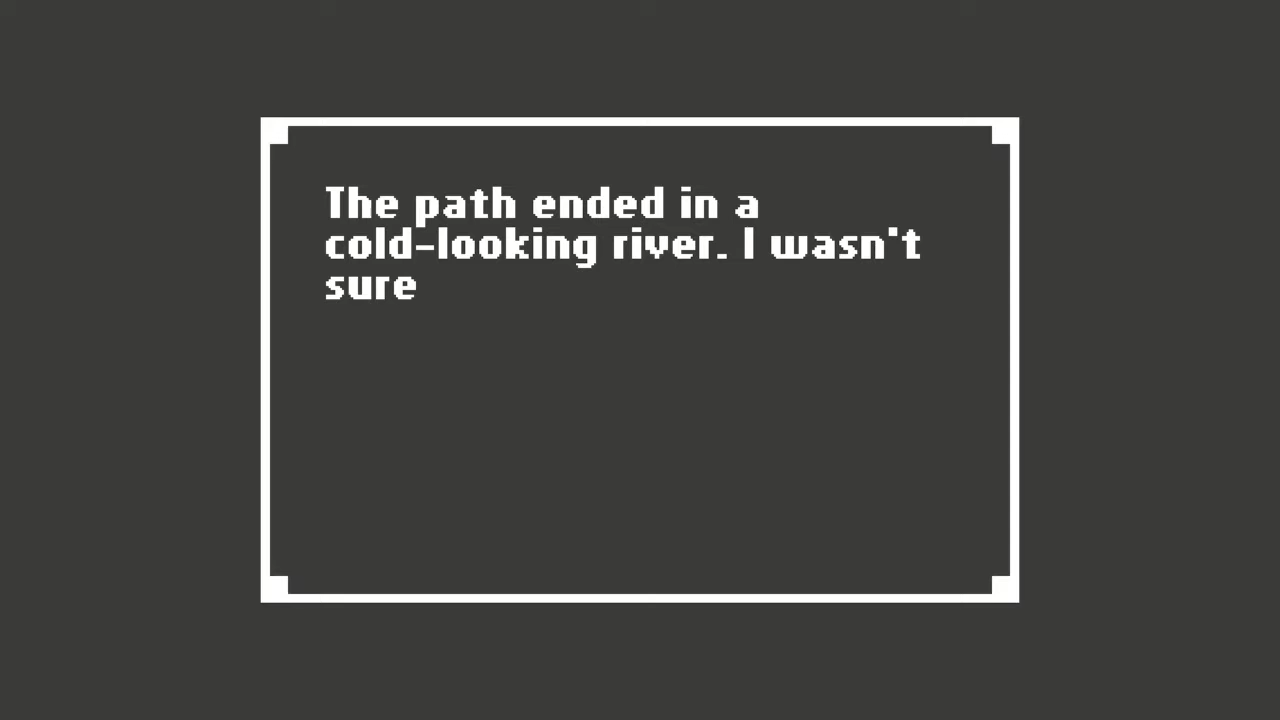 The path ended in a
cold-looking river. I wasn't
sure